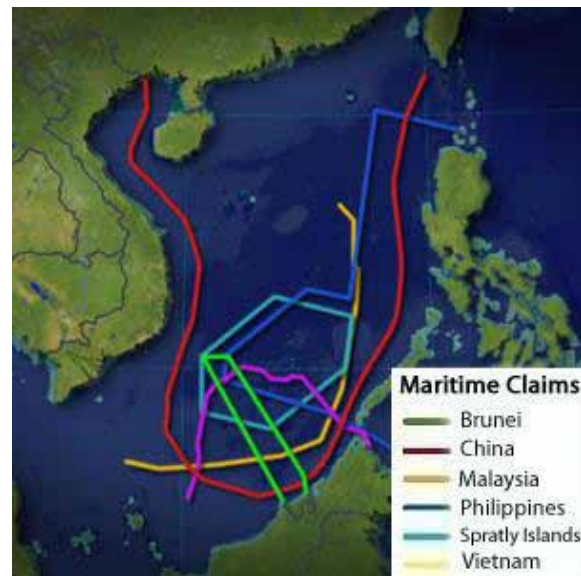 Maritime Claims
Brunei
China
Malaysia
Philippines
Spratly Islands
Vietnam